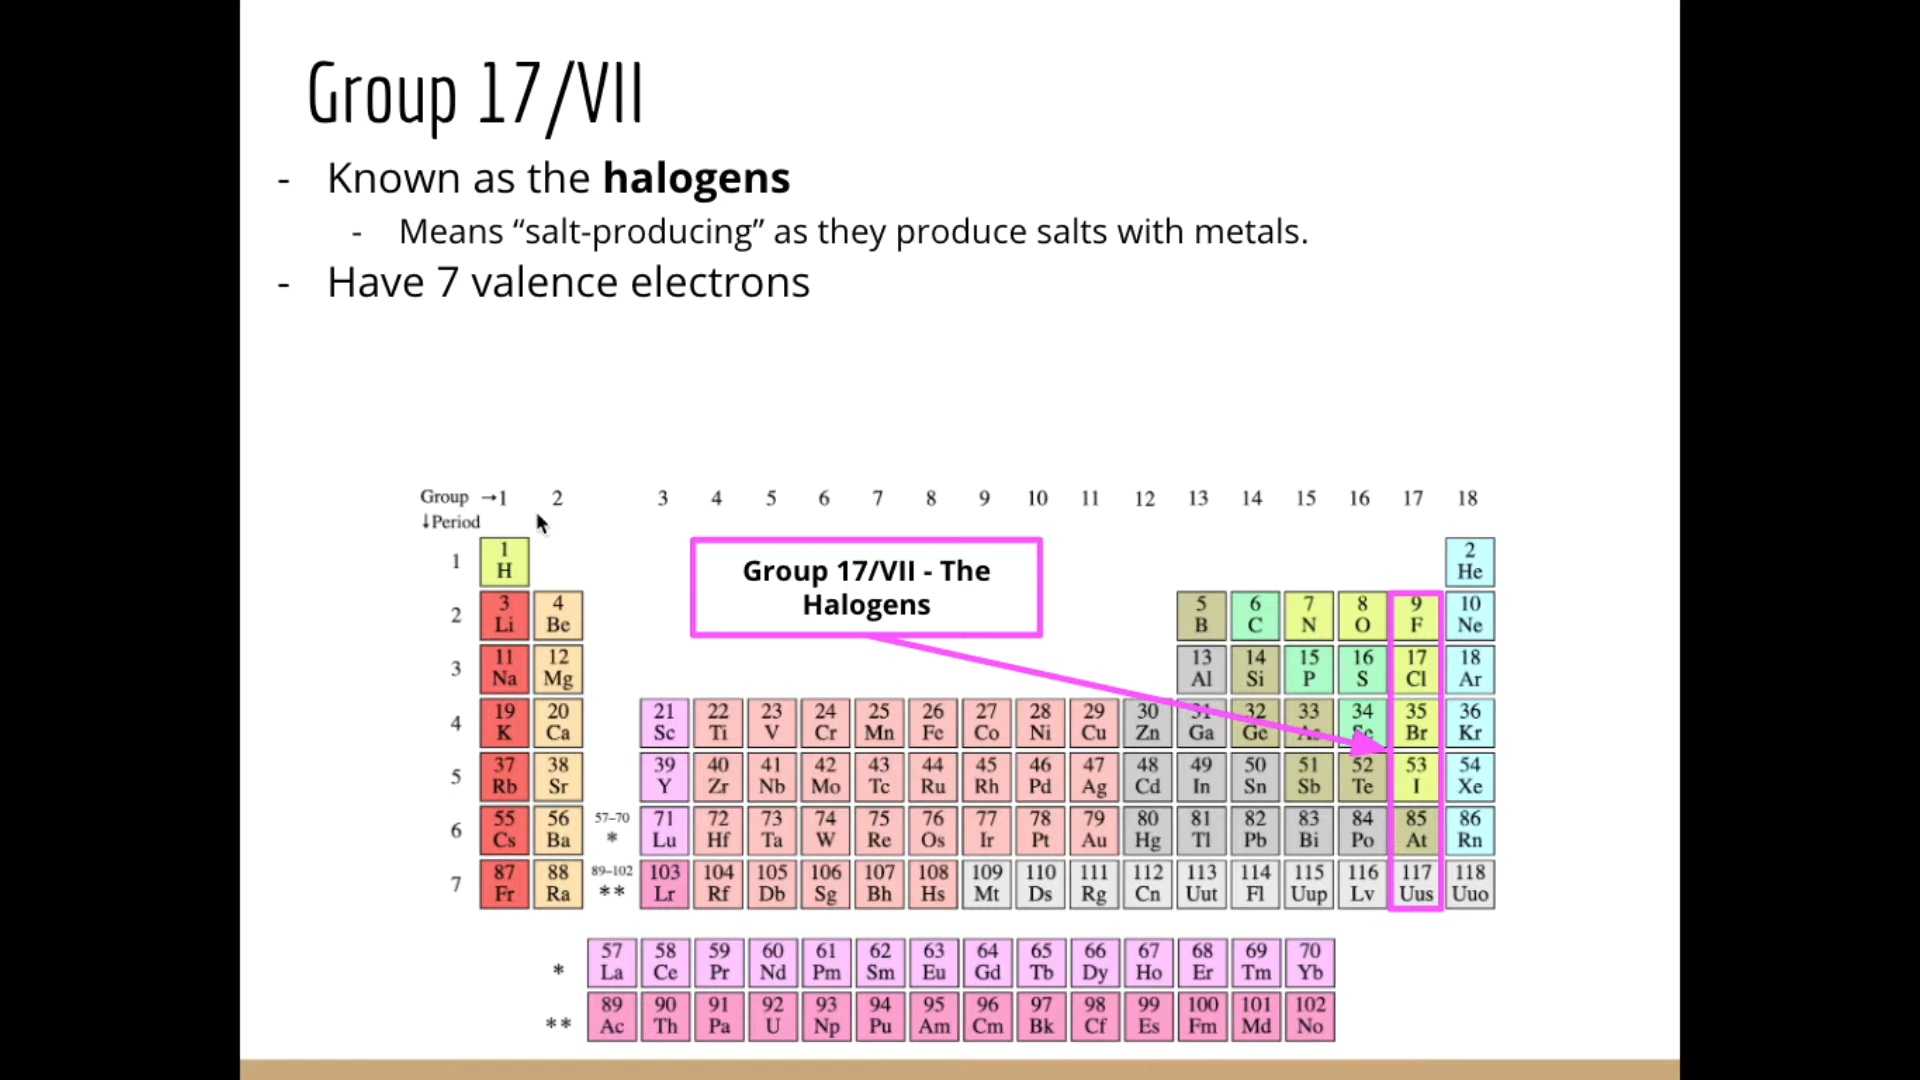 Group 17/VII
- Known as the halogens
- Means “salt-producing” as they produce salts with metals.
- Have 7 valence electrons
Group →1 2 3 4 5 6 7 8 9 10 11 12 13 14 15 16 17 18
↓Period
Group 17/VII - The
Halogens
1 1 2
H He
2 3 4 5 6 7 8 9 10
Li Be B C N O F Ne
3 11 12 13 14 15 16 17 18
Na Mg Al Si P S Cl Ar
4 19 20 21 22 23 24 25 26 27 28 29 30 31 32 33 34 35 36
K Ca Sc Ti V Cr Mn Fe Co Ni Cu Zn Ga Ge As Se Br Kr
5 37 38 39 40 41 42 43 44 45 46 47 48 49 50 51 52 53 54
Rb Sr Y Zr Nb Mo Tc Ru Rh Pd Ag Cd In Sn Sb Te I Xe
6 55 56 57–70 71 72 73 74 75 76 77 78 79 80 81 82 83 84 85 86
Cs Ba * Lu Hf Ta W Re Os Ir Pt Au Hg Tl Pb Bi Po At Rn
7 87 88 89–102 103 104 105 106 107 108 109 110 111 112 113 114 115 116 117 118
Fr Ra ** Lr Rf Db Sg Bh Hs Mt Ds Rg Cn Uut Fl Uup Lv Uus Uuo
* 57 58 59 60 61 62 63 64 65 66 67 68 69 70
La Ce Pr Nd Pm Sm Eu Gd Tb Dy Ho Er Tm Yb
** 89 90 91 92 93 94 95 96 97 98 99 100 101 102
Ac Th Pa U Np Pu Am Cm Bk Cf Es Fm Md No